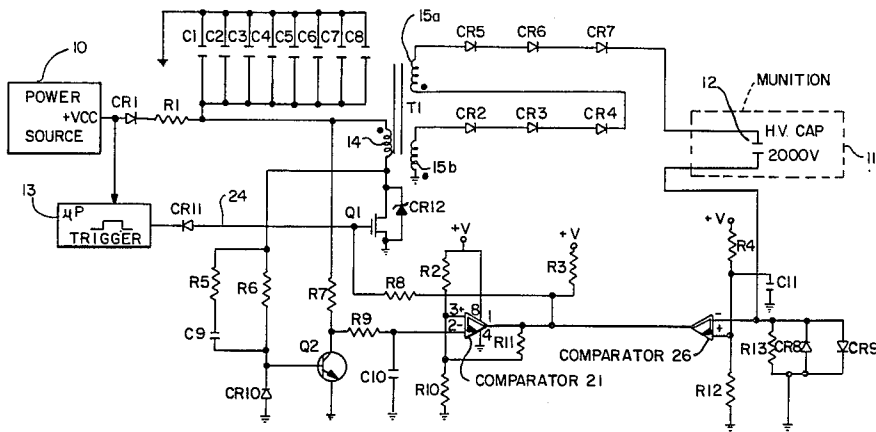 10
POWER
+VCC
SOURCE
CR1
R1
C1 C2 C3 C4 C5 C6 C7 C8
15a
T1
14
15b
CR5 CR6 CR7
CR2 CR3 CR4
MUNITION
12
H.V. CAP
2000V
11
13
μP
TRIGGER
CR11
24
Q1
CR12
R5
R6
R7
R8
C9
R9
Q2
CR10
C10
+V
R2
3+
2-
8
1
4
R11
R10
COMPARATOR 21
+V
R3
+V
R4
C11
-
+
COMPARATOR 26
R12
R13
CR8
CR9